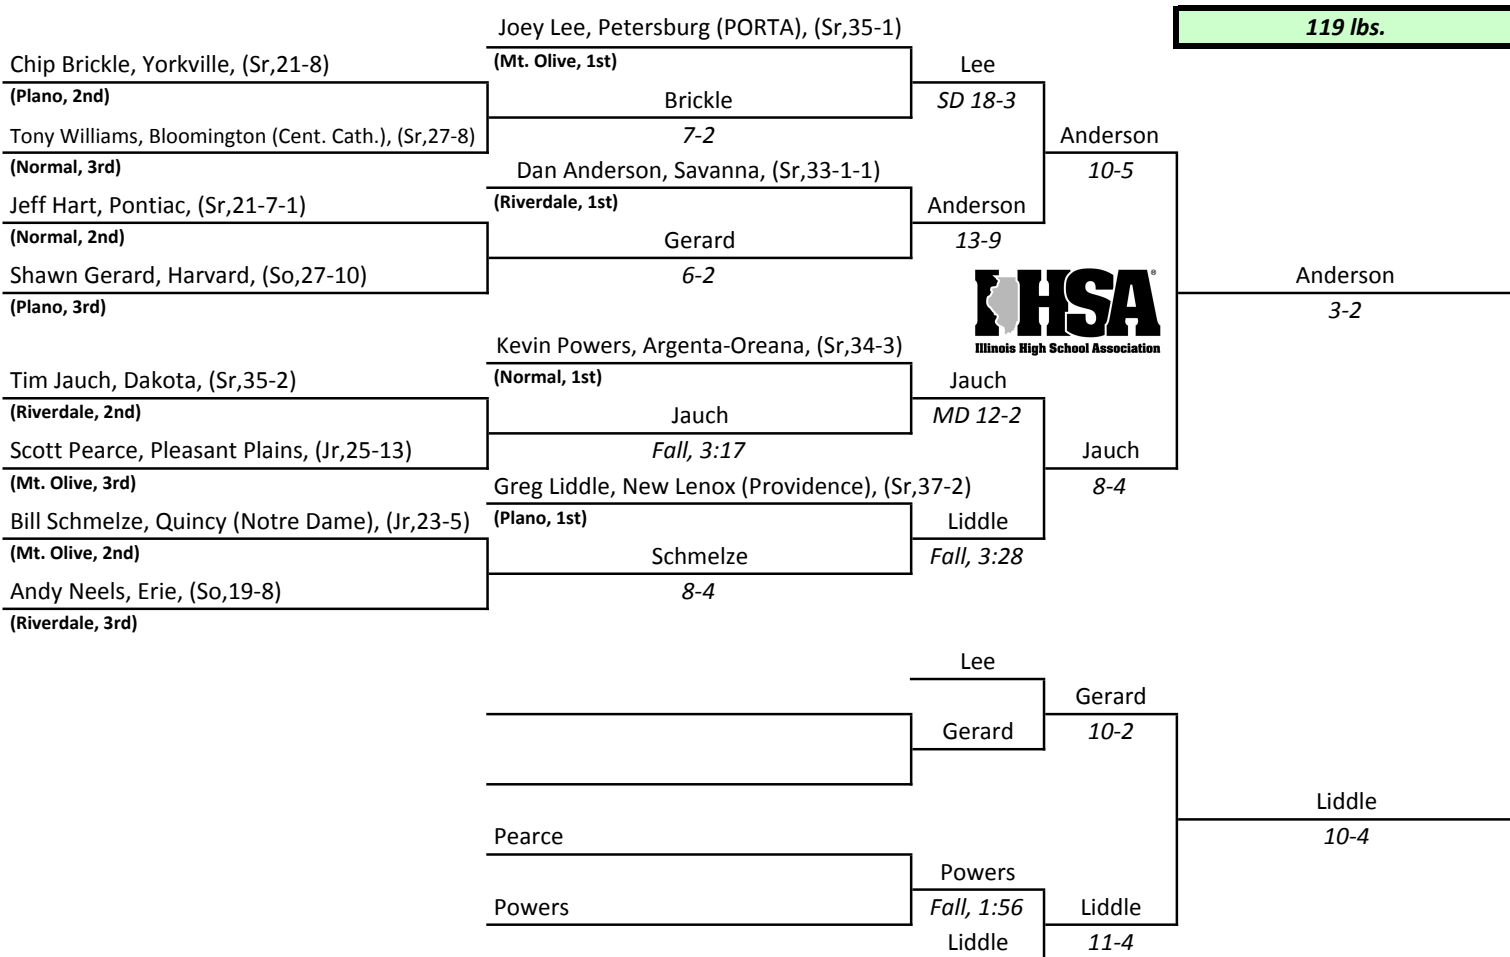 Joey Lee, Petersburg (PORTA), (Sr,35-1)
119 lbs.
Chip Brickle, Yorkville, (Sr,21-8)
(Mt. Olive, 1st)
Lee
(Plano, 2nd)
Brickle
SD 18-3
Tony Williams, Bloomington (Cent. Cath.), (Sr,27-8)
7-2
Anderson
(Normal, 3rd)
Dan Anderson, Savanna, (Sr,33-1-1)
10-5
Jeff Hart, Pontiac, (Sr,21-7-1)
(Riverdale, 1st)
Anderson
(Normal, 2nd)
Gerard
13-9
Shawn Gerard, Harvard, (So,27-10)
6-2
IHSA
Anderson
(Plano, 3rd)
3-2
Kevin Powers, Argenta-Oreana, (Sr,34-3)
Illinois High School Association
Tim Jauch, Dakota, (Sr,35-2)
(Normal, 1st)
Jauch
(Riverdale, 2nd)
Jauch
MD 12-2
Scott Pearce, Pleasant Plains, (Jr,25-13)
Fall, 3:17
Jauch
(Mt. Olive, 3rd)
Greg Liddle, New Lenox (Providence), (Sr,37-2)
8-4
Bill Schmelze, Quincy (Notre Dame), (Jr,23-5)
(Plano, 1st)
Liddle
(Mt. Olive, 2nd)
Schmelze
Fall, 3:28
Andy Neels, Erie, (So,19-8)
8-4
(Riverdale, 3rd)
Lee
Gerard
Gerard
10-2
Liddle
Pearce
10-4
Powers
Powers
Fall, 1:56
Liddle
Liddle
11-4